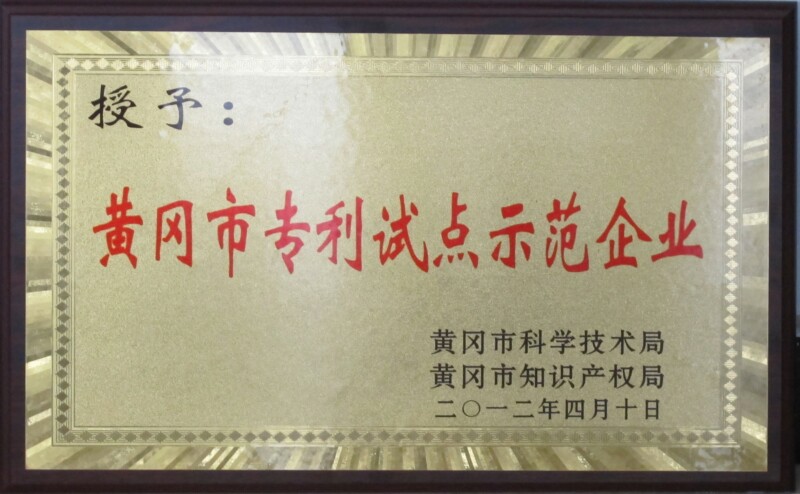 授予：
黄冈市专利试点示范企业
黄冈市科学技术局
黄冈市知识产权局
二〇一二年四月十日